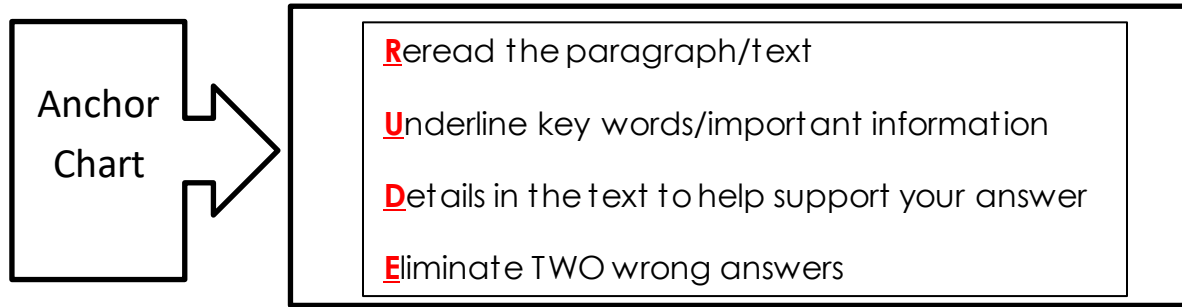 Anchor
Chart
Reread the paragraph/text
Underline key words/important information
Details in the text to help support your answer
Eliminate TWO wrong answers